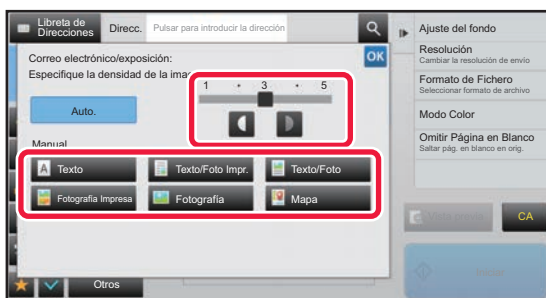 Libreta de
Direcciones
Direcc.
Pulsar para introducir la dirección
Correo electrónico/exposición:
Especifique la densidad de la
OK
1 • 3 • 5
Auto.
Manual
Texto
Texto/Foto Impr.
Texto/Foto
Fotografía Impresa
Fotografía
Mapa
Otros
Ajuste del fondo
Resolución
Cambiar la resolución de envío
Formato de Fichero
Seleccionar formato de archivo
Modo Color
Omitir Página en Blanco
Saltar pág. en blanco en orig.
CA